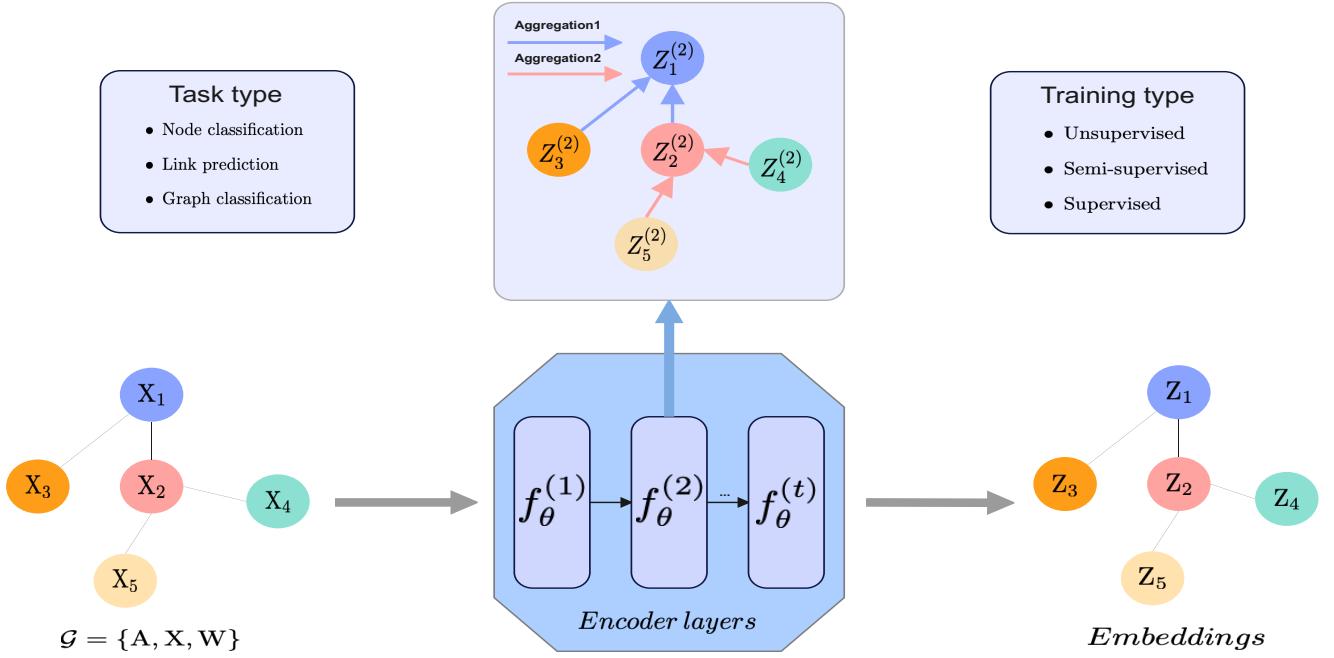 Aggregation1
Aggregation2
Z_1^{(2)}
Z_3^{(2)}
Z_2^{(2)}
Z_4^{(2)}
Z_5^{(2)}
Task type
• Node classification
• Link prediction
• Graph classification
Training type
• Unsupervised
• Semi-supervised
• Supervised
X_1
X_3
X_2
X_4
X_5
𝒢 = {A, X, W}
f_θ^{(1)}
f_θ^{(2)}
...
f_θ^{(t)}
Encoder layers
Z_1
Z_3
Z_2
Z_4
Z_5
Embeddings